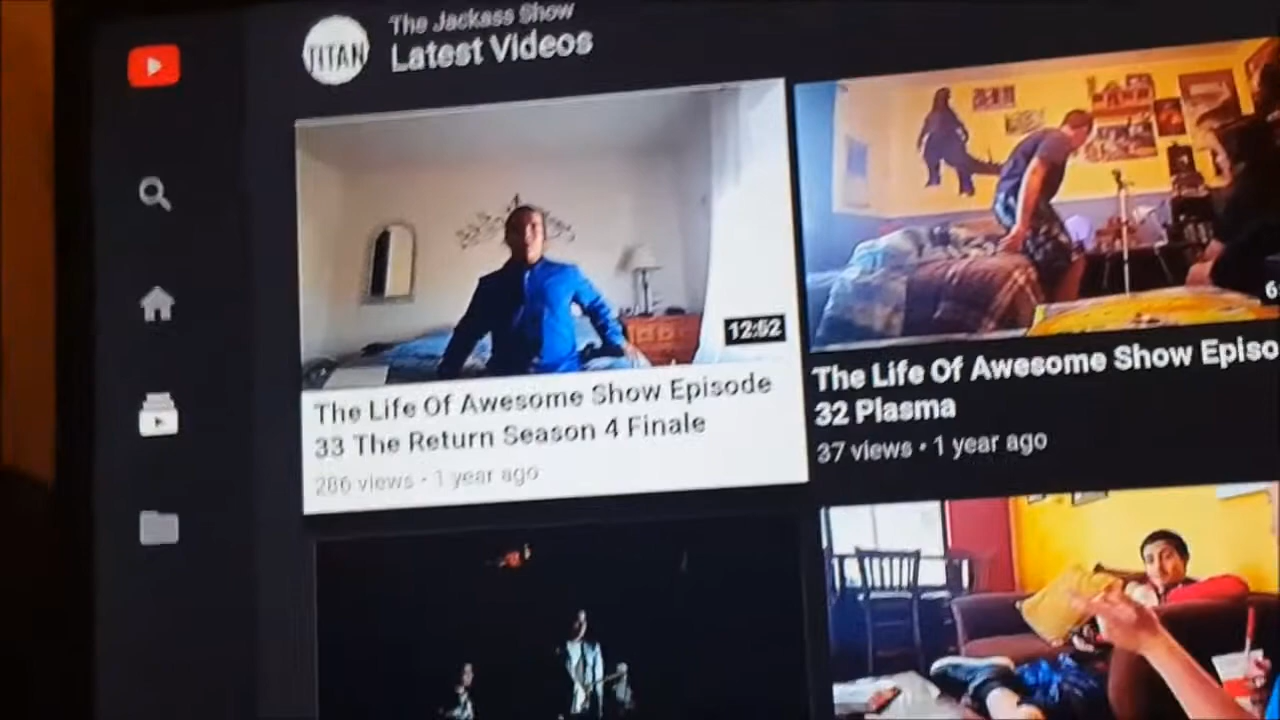 The Jackass Show
TITAN
Latest Videos
12:52
The Life Of Awesome Show Episode
33 The Return Season 4 Finale
286 views • 1 year ago
6
The Life Of Awesome Show Episo
32 Plasma
37 views • 1 year ago